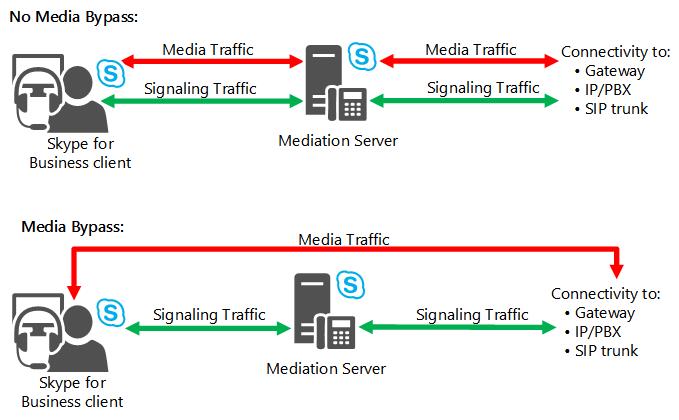 No Media Bypass:
Media Traffic
Media Traffic
Connectivity to:
Signaling Traffic
Signaling Traffic
• Gateway
• IP/PBX
• SIP trunk
Skype for
Business client
Mediation Server
Media Bypass:
Media Traffic
Signaling Traffic
Signaling Traffic
Connectivity to:
• Gateway
• IP/PBX
• SIP trunk
Skype for
Business client
Mediation Server